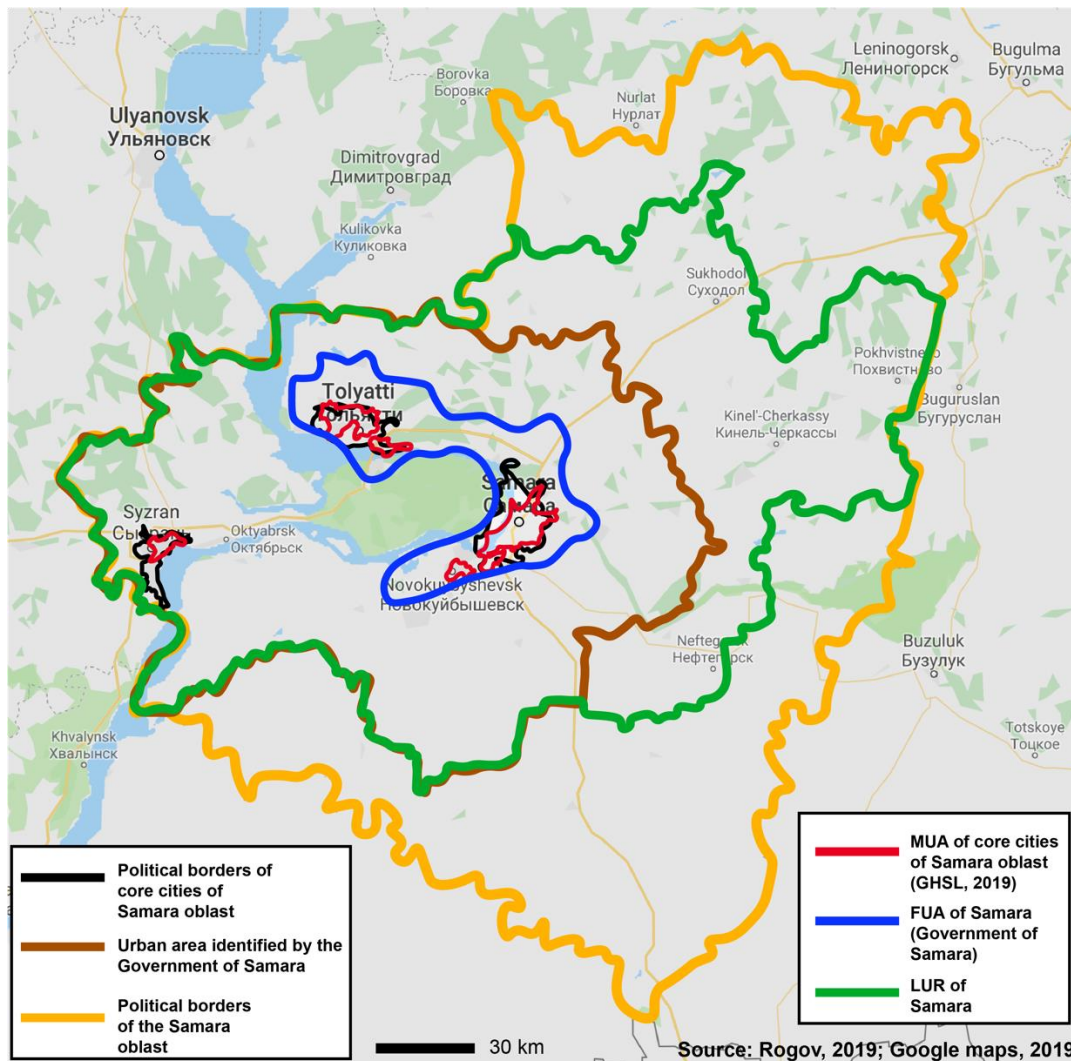 Leninogorsk
Лениногорск
Bugulma
Бугульма
Borovka
Боровка
Nurlat
Нурлат
Ulyanovsk
Ульяновск
Dimitrovgrad
Димитровград
Kulikovka
Куликовка
Sukhodol
Суходол
Pokhvistnevo
Похвистнево
Buguruslan
Бугуруслан
Tolyatti
Тольятти
Kinel'-Cherkassy
Кинель-Черкассы
Samara
Самара
Syzran
Сызрань
Oktyabrsk
Октябрьск
Novokuybyshevsk
Новокуйбышевск
Neftegorsk
Нефтегорск
Buzuluk
Бузулук
Khvalynsk
Хвалынск
Totskoye
Тоцкое
Political borders of
core cities of
Samara oblast
Urban area identified by the
Government of Samara
Political borders
of the Samara
oblast
MUA of core cities
of Samara oblast
(GHSL, 2019)
FUA of Samara
(Government of
Samara)
LUR of
Samara
30 km
Source: Rogov, 2019; Google maps, 2019